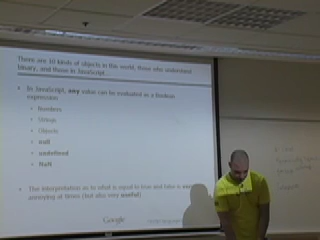 There are 10 kinds of objects in this world, those who understand
binary, and those in JavaScript...
• In JavaScript, any value can be evaluated as a Boolean
expression
• Numbers
• Strings
• Objects
• null
• undefined
• NaN
• The interpretation as to what is equal to true and false is
annoying at times (but also very useful)
Google